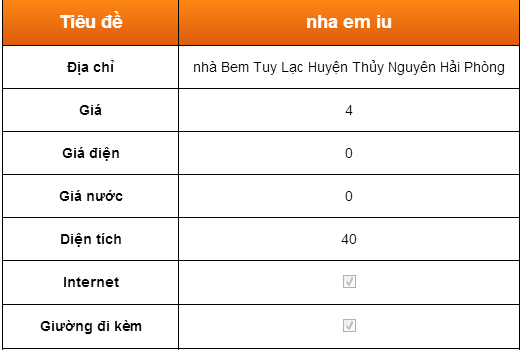 Tiêu đề nha em iu
Địa chỉ nhà Bem Tuy Lạc Huyện Thủy Nguyên Hải Phòng
Giá 4
Giá điện 0
Giá nước 0
Diện tích 40
Internet
Giường đi kèm